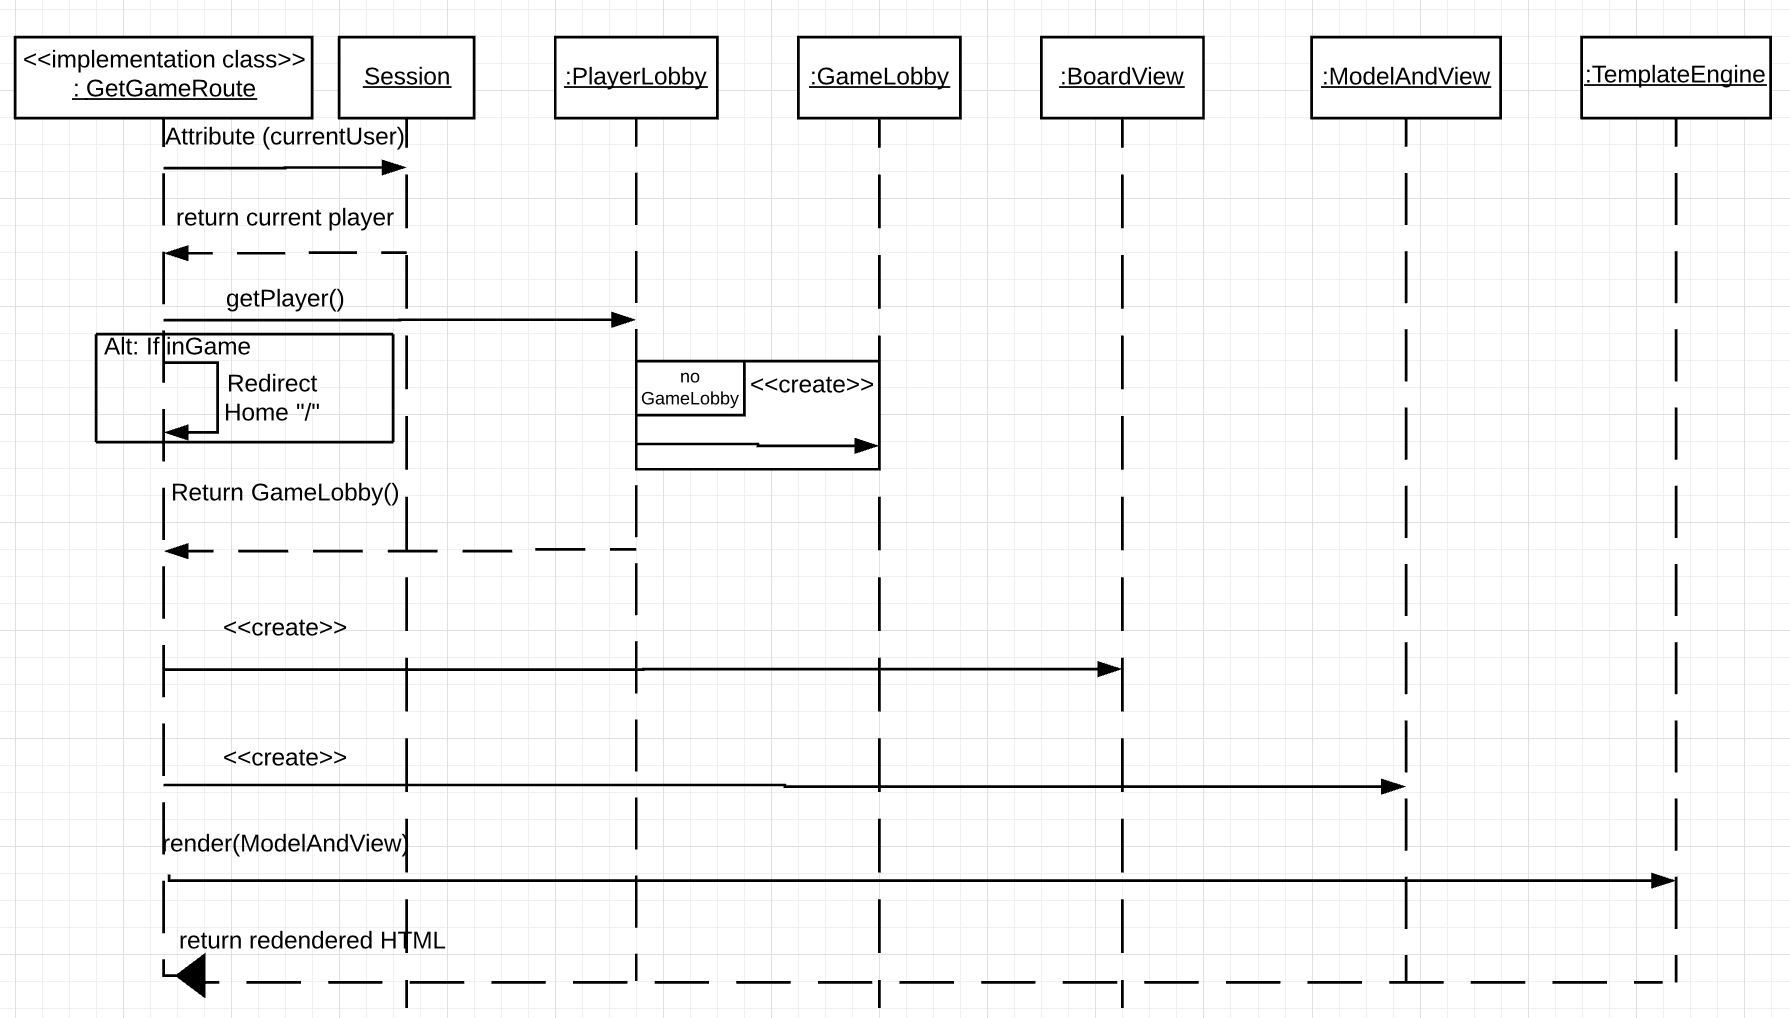 <<implementation class>>
: GetGameRoute
Session
:PlayerLobby
:GameLobby
:BoardView
:ModelAndView
:TemplateEngine
Attribute (currentUser)
return current player
getPlayer()
Alt: If inGame
Redirect
Home "/"
no
GameLobby
<<create>>
Return GameLobby()
<<create>>
<<create>>
render(ModelAndView)
return redendered HTML